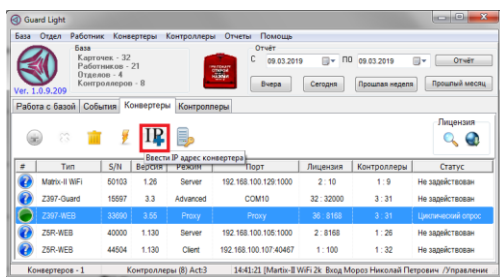 Guard Light
База Отдел Работник Конвертеры Контроллеры Отчеты Помощь
База
Карточек - 32
Работников - 21
Отделов - 4
Контроллеров - 8
Ver. 1.0.9.209
Отчёт
С 09.03.2019 ПО 09.03.2019 Отчёт
Вчера Сегодня Прошлая неделя Прошлый месяц
Работа с базой События Конвертеры Контроллеры
IP
Лицензия
Ввести IP адрес конвертера
# Тип S/N Версия Режим Порт Лицензия Контроллеры Статус
Matrix-II WiFi 50103 1.26 Server 192.168.100.129:1000 2 : 10 1 : 9 Не задействован
Z397-Guard 15597 3.3 Advanced COM10 32 : 32000 3 : 31 Не задействован
Z397-WEB 33690 3.55 Proxy Proxy 36 : 8168 3 : 31 Циклический опрос
Z5R-WEB 40000 1.130 Server 192.168.100.105:1000 2 : 8168 1 : 26 Не задействован
Z5R-WEB 44504 1.130 Client 192.168.100.107:40467 1 : 100 1 : 32 Не задействован
Конвертеров - 1 Контроллеры (8) Act:3 14:41:21 [Martix-II WiFi 2k Вход Мороз Николай Петрович /Управление